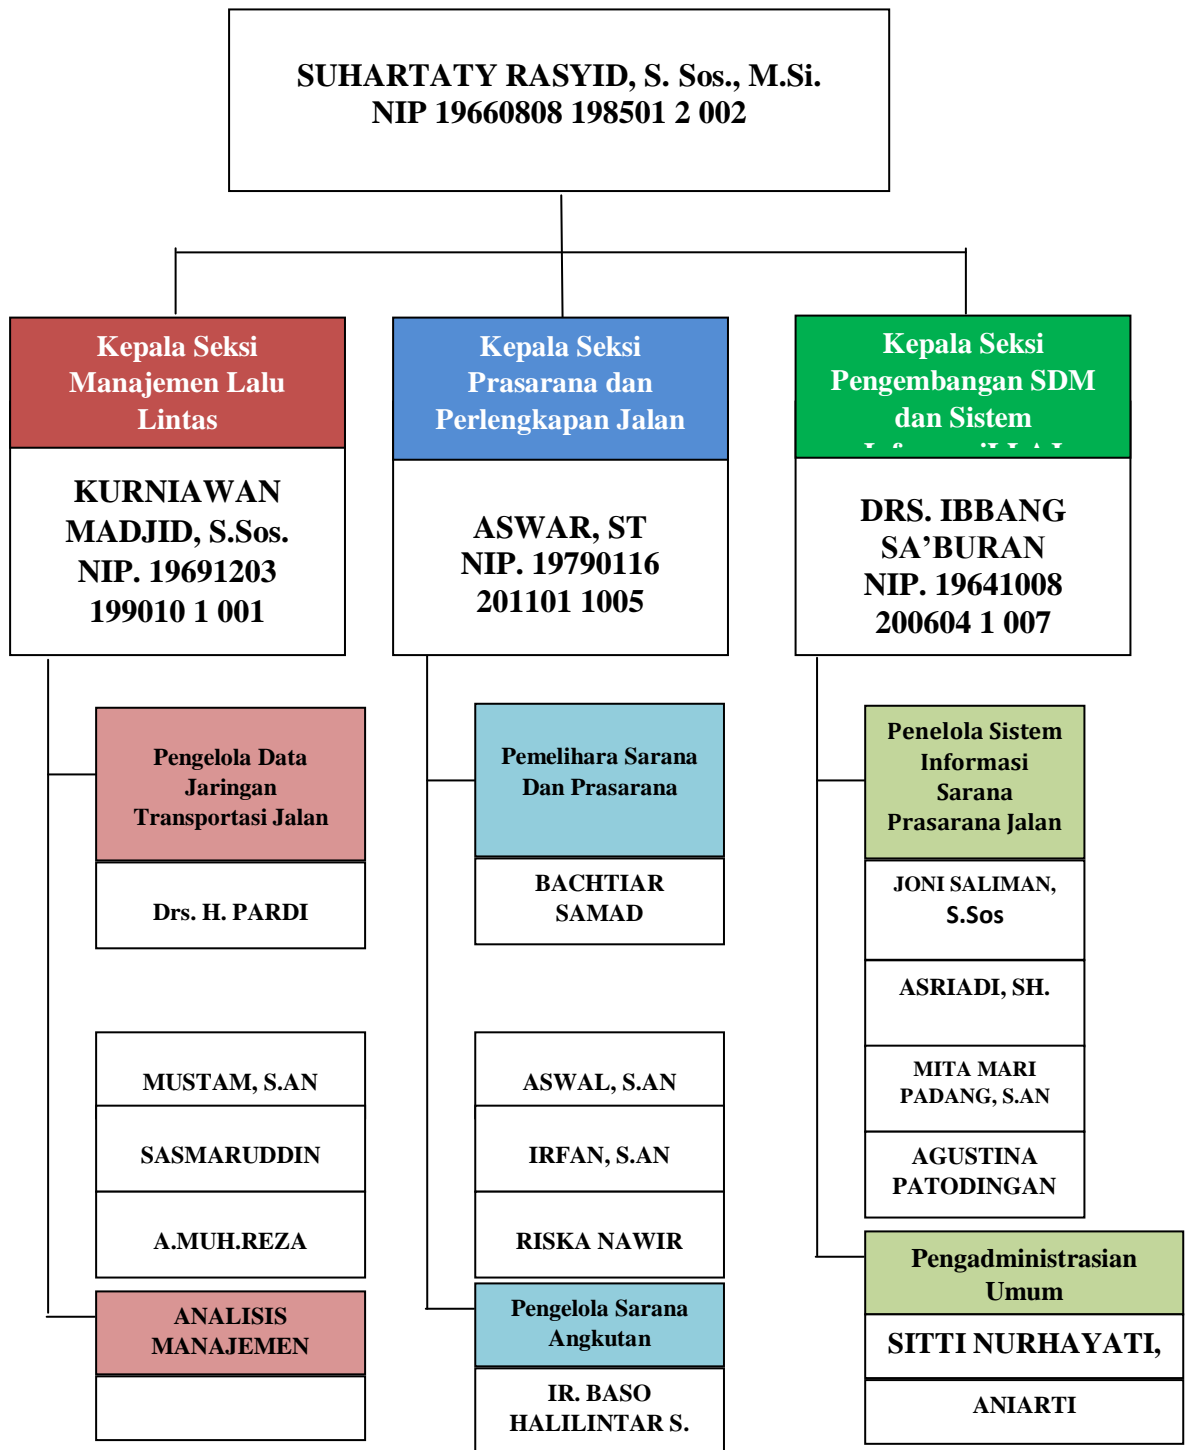 SUHARTATY RASYID, S. Sos., M.Si.
NIP 19660808 198501 2 002
Kepala Seksi
Manajemen Lalu
Lintas
KURNIAWAN
MADJID, S.Sos.
NIP. 19691203
199010 1 001
Pengelola Data
Jaringan
Transportasi Jalan
Drs. H. PARDI
MUSTAM, S.AN
SASMARUDDIN
A.MUH.REZA
ANALISIS
MANAJEMEN
Kepala Seksi
Prasarana dan
Perlengkapan Jalan
ASWAR, ST
NIP. 19790116
201101 1005
Pemelihara Sarana
Dan Prasarana
BACHTIAR
SAMAD
ASWAL, S.AN
IRFAN, S.AN
RISKA NAWIR
Pengelola Sarana
Angkutan
IR. BASO
HALILINTAR S.
Kepala Seksi
Pengembangan SDM
dan Sistem
DRS. IBBANG
SA’BURAN
NIP. 19641008
200604 1 007
Penelola Sistem
Informasi
Sarana
Prasarana Jalan
JONI SALIMAN,
S.Sos
ASRIADI, SH.
MITA MARI
PADANG, S.AN
AGUSTINA
PATODINGAN
Pengadministrasian
Umum
SITTI NURHAYATI,
ANIARTI